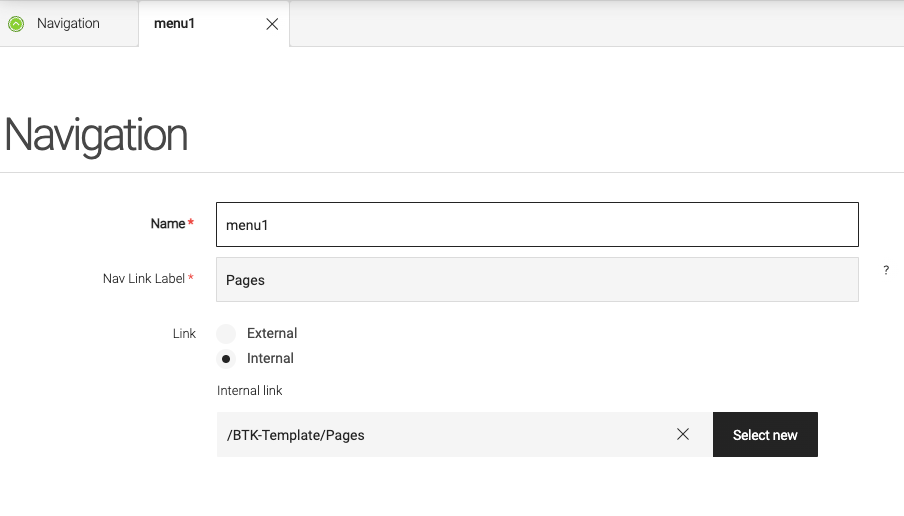 Navigation
menu1
Navigation
Name *
menu1
Nav Link Label *
Pages
?
Link
External
Internal
Internal link
/BTK-Template/Pages
Select new